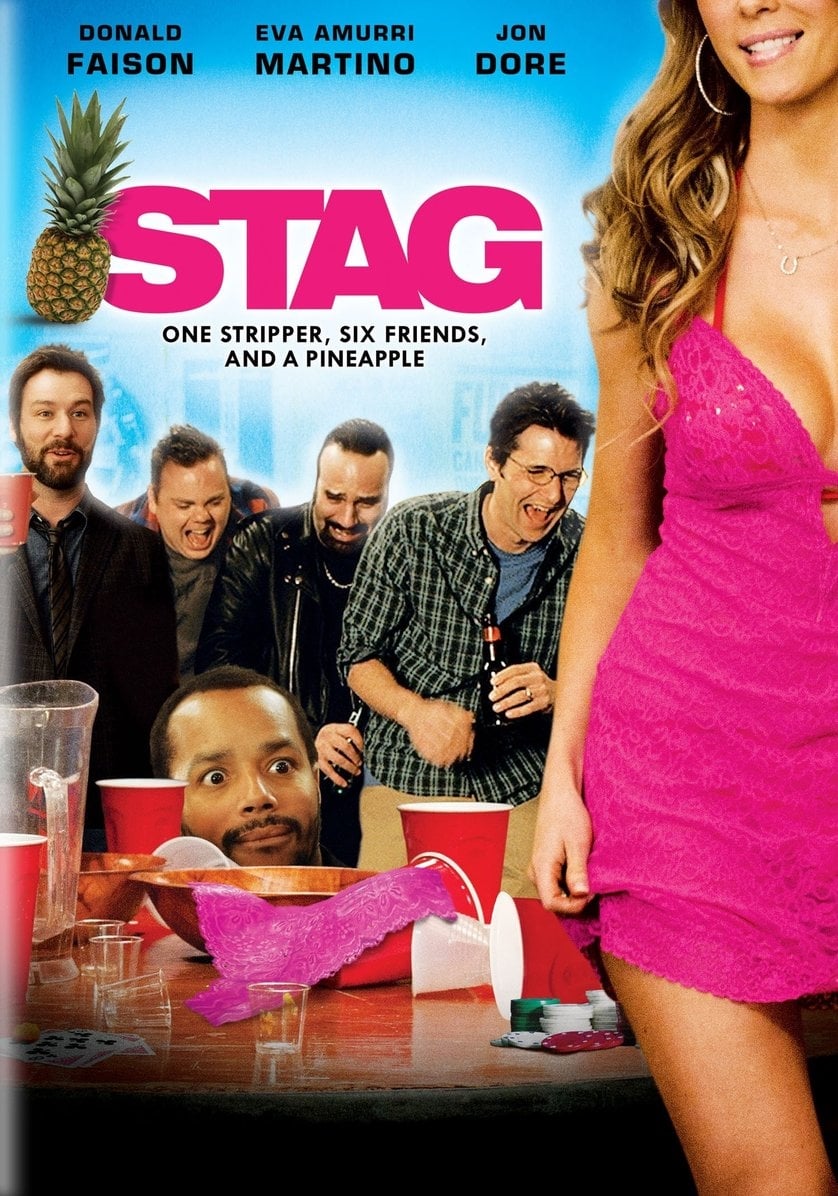 DONALD EVA AMURRI JON
FAISON MARTINO DORE
STAG
ONE STRIPPER, SIX FRIENDS,
AND A PINEAPPLE